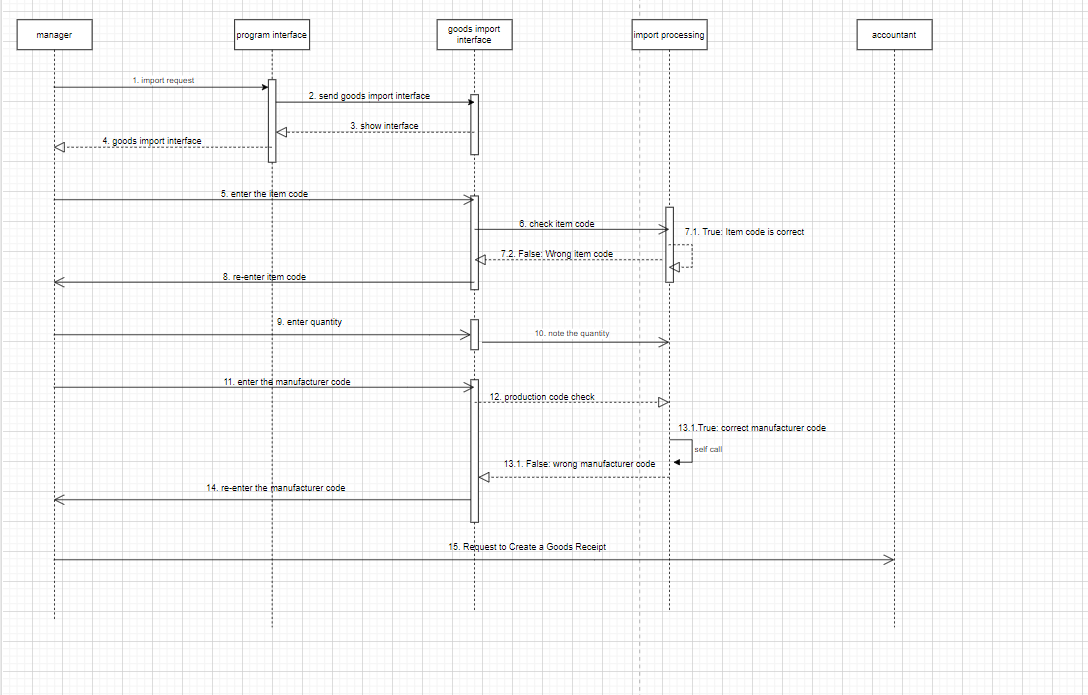 manager
program interface
goods import
interface
import processing
accountant
1. import request
2. send goods import interface
3. show interface
4. goods import interface
5. enter the item code
6. check item code
7.1. True: Item code is correct
7.2. False: Wrong item code
8. re-enter item code
9. enter quantity
10. note the quantity
11. enter the manufacturer code
12. production code check
13.1.True: correct manufacturer code
self call
13.1. False: wrong manufacturer code
14. re-enter the manufacturer code
15. Request to Create a Goods Receipt